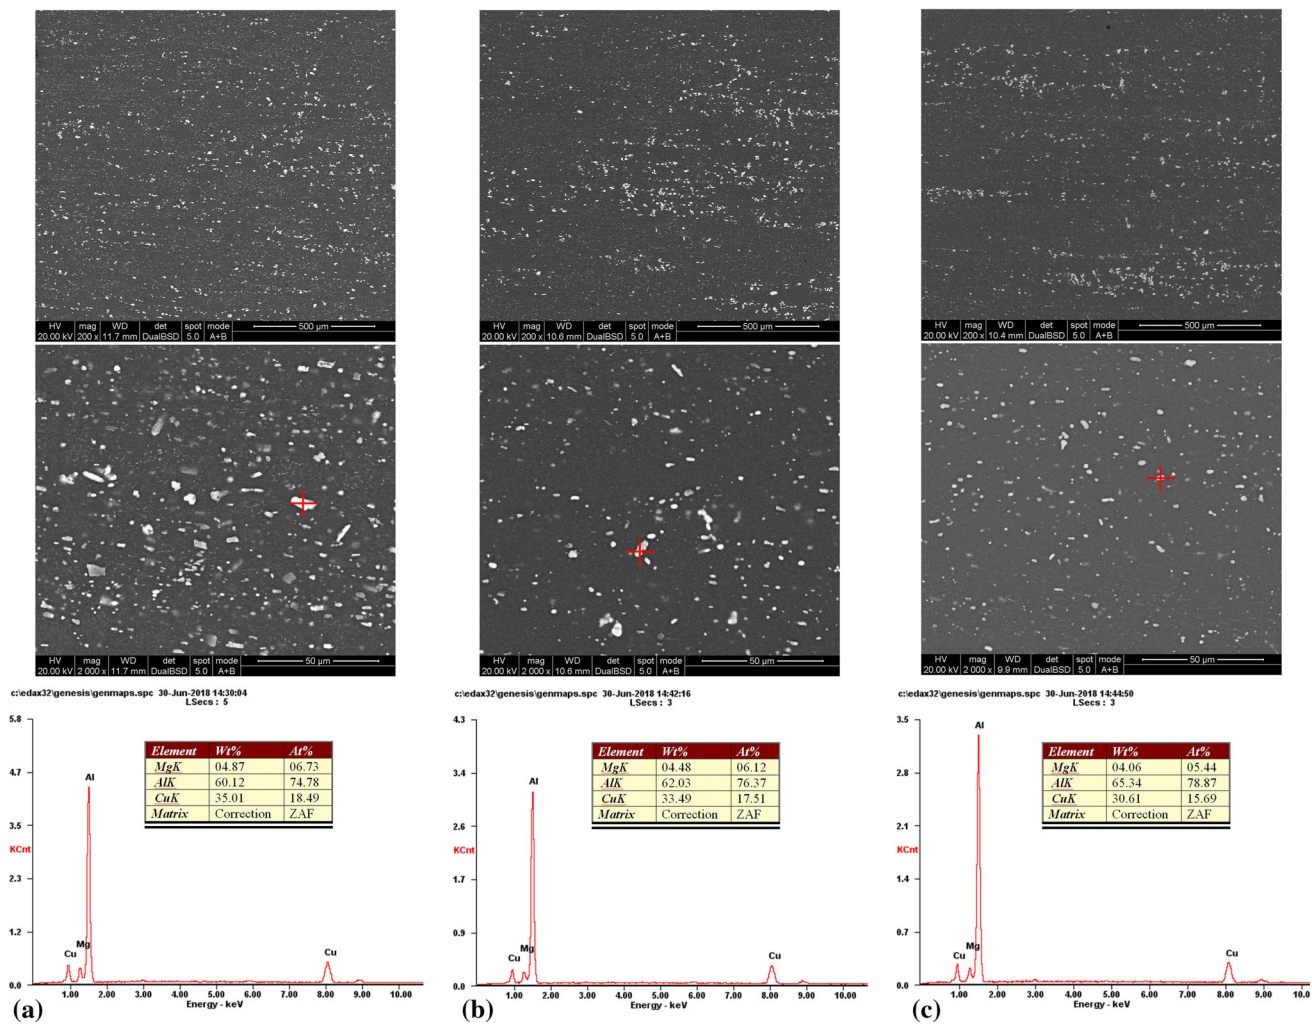 HV mag WD det spot mode 500 µm
20.00 kV 200 x 11.7 mm DualBSD 5.0 A+B
HV mag WD det spot mode 500 µm
20.00 kV 200 x 10.6 mm DualBSD 5.0 A+B
HV mag WD det spot mode 500 µm
20.00 kV 200 x 10.4 mm DualBSD 5.0 A+B
HV mag WD det spot mode 50 µm
20.00 kV 2 000 x 11.7 mm DualBSD 5.0 A+B
HV mag WD det spot mode 50 µm
20.00 kV 2 000 x 10.6 mm DualBSD 5.0 A+B
HV mag WD det spot mode 50 µm
20.00 kV 2 000 x 9.9 mm DualBSD 5.0 A+B
c:\edax32\genesis\genmaps.spc 30-Jun-2018 14:30:04
LSecs : 5
5.8
4.7
3.5
KCnt
2.3
1.2
0.0
Al
Cu
Mg
Cu
Element Wt% At%
MgK 04.87 06.73
AlK 60.12 74.78
CuK 35.01 18.49
Matrix Correction ZAF
1.00 2.00 3.00 4.00 5.00 6.00 7.00 8.00 9.00 10.00
Energy - keV
(a)
c:\edax32\genesis\genmaps.spc 30-Jun-2018 14:42:16
LSecs : 3
4.3
3.4
2.6
KCnt
1.7
0.9
0.0
Al
Cu
Mg
Cu
Element Wt% At%
MgK 04.48 06.12
AlK 62.03 76.37
CuK 33.49 17.51
Matrix Correction ZAF
1.00 2.00 3.00 4.00 5.00 6.00 7.00 8.00 9.00 10.00
Energy - keV
(b)
c:\edax32\genesis\genmaps.spc 30-Jun-2018 14:44:50
LSecs : 3
3.5
2.8
2.1
KCnt
1.4
0.7
0.0
Al
Cu
Mg
Cu
Element Wt% At%
MgK 04.06 05.44
AlK 65.34 78.87
CuK 30.61 15.69
Matrix Correction ZAF
1.00 2.00 3.00 4.00 5.00 6.00 7.00 8.00 9.00 10.0
Energy - keV
(c)